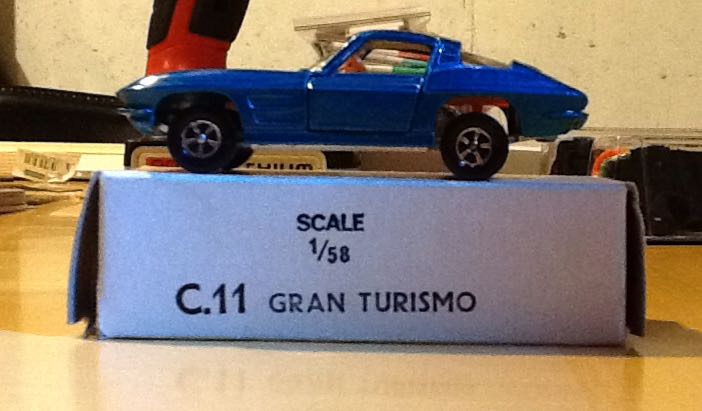 SCALE
1/58
C.11 GRAN TURISMO